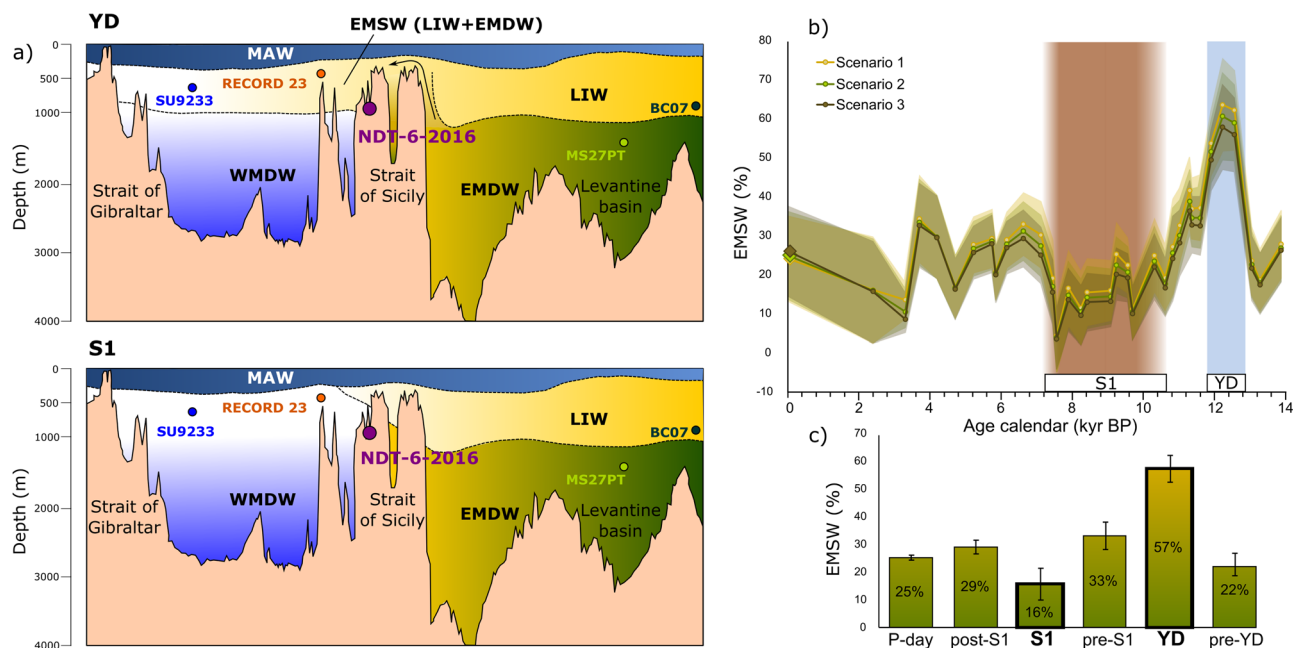 a)
YD
EMSW (LIW+EMDW)
MAW
RECORD 23
SU9233
LIW
BC07
NDT-6-2016
MS27PT
WMDW
EMDW
Strait of
Gibraltar
Strait
of Sicily
Levantine
basin
Depth (m)
0
500
1000
2000
3000
4000
S1
MAW
RECORD 23
SU9233
LIW
BC07
NDT-6-2016
MS27PT
WMDW
EMDW
Strait of
Gibraltar
Strait
of Sicily
Levantine
basin
Depth (m)
0
500
1000
2000
3000
4000
b)
EMSW (%)
80
70
60
50
40
30
20
10
0
-10
Scenario 1
Scenario 2
Scenario 3
S1
YD
0 2 4 6 8 10 12 14
Age calendar (kyr BP)
c)
EMSW (%)
70
60
50
40
30
20
10
0
25% 29% 16% 33% 57% 22%
P-day post-S1 S1 pre-S1 YD pre-YD